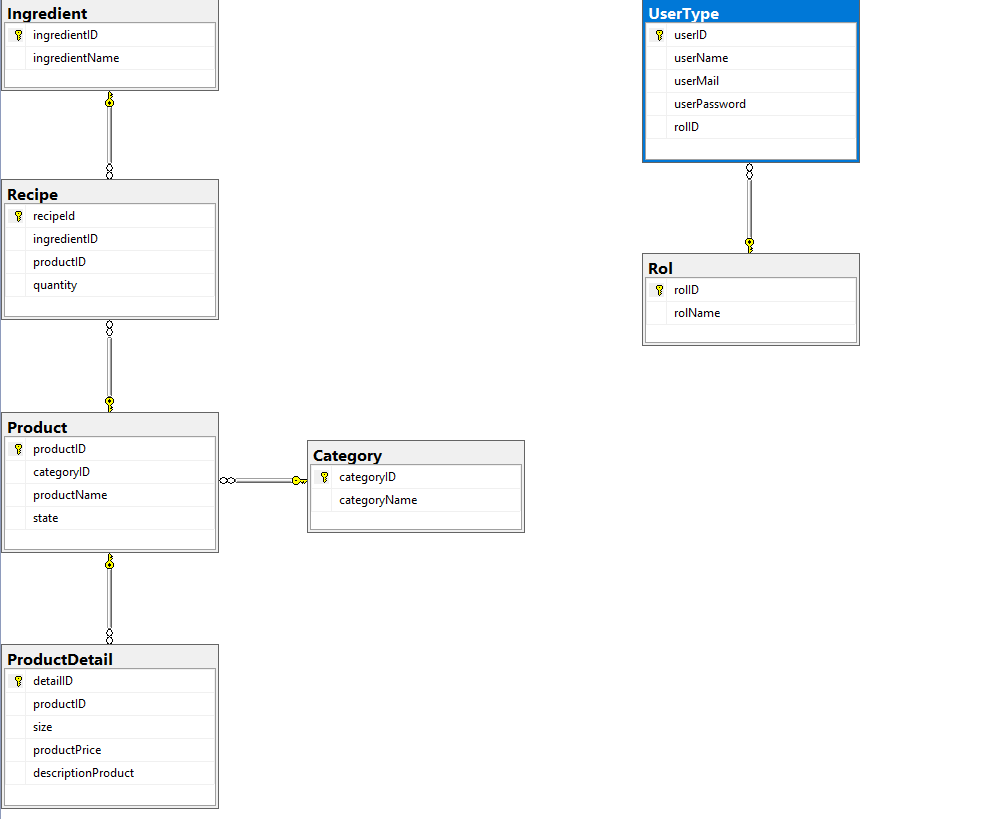 Ingredient
ingredientID
ingredientName
Recipe
recipeId
ingredientID
productID
quantity
Product
productID
categoryID
productName
state
ProductDetail
detailID
productID
size
productPrice
descriptionProduct
Category
categoryID
categoryName
UserType
userID
userName
userMail
userPassword
rolID
Rol
rolID
rolName